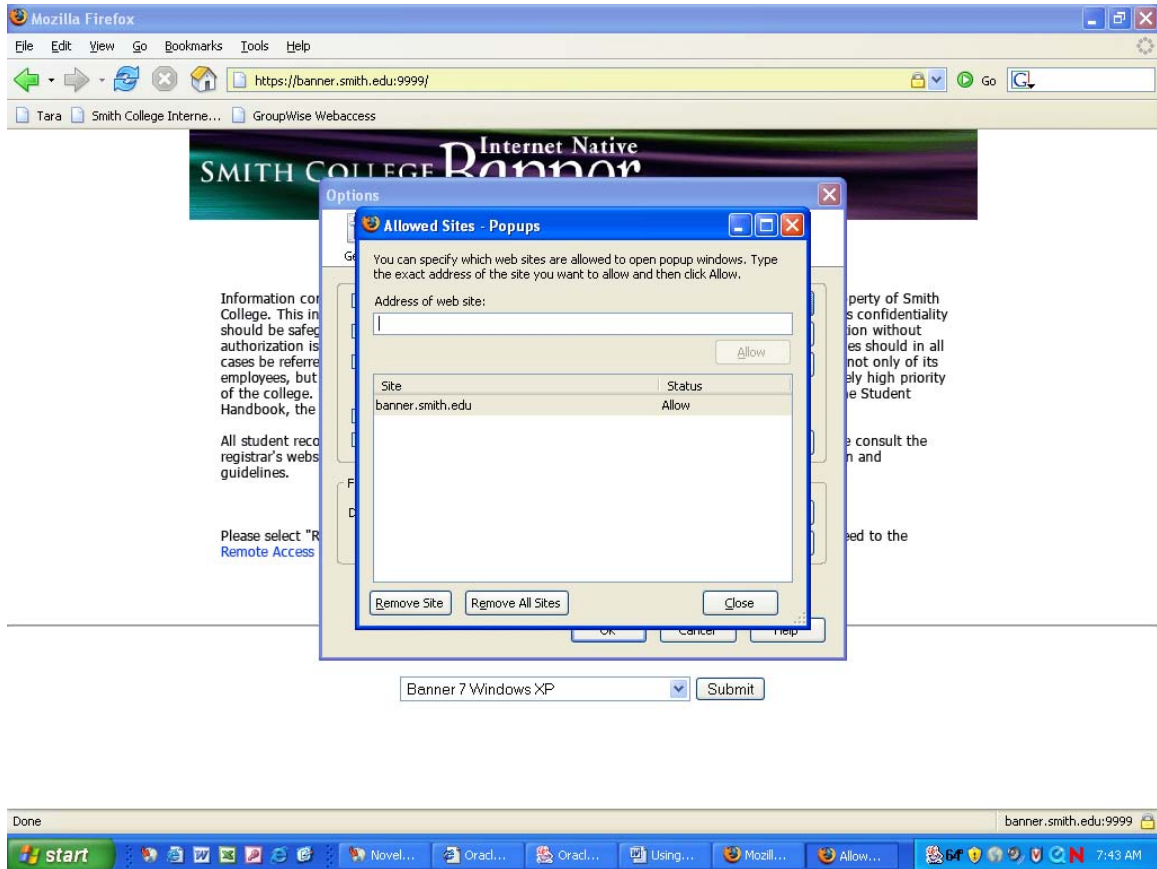 Mozilla Firefox
File Edit View Go Bookmarks Tools Help
https://banner.smith.edu:9999/
Go
G
Tara Smith College Interne... GroupWise Webaccess
Internet Native
SMITH COLLEGE Banner
Options
Allowed Sites - Popups
You can specify which web sites are allowed to open popup windows. Type
the exact address of the site you want to allow and then click Allow.
Address of web site:
Allow
Site Status
banner.smith.edu Allow
Remove Site Remove All Sites Close
OK Cancel Help
Information con
College. This in
should be safeg
authorization is
cases be referre
employees, but
of the college.
Handbook, the
All student reco
registrar's webs
guidelines.
Please select "R
Remote Access
perty of Smith
s confidentiality
ion without
es should in all
not only of its
ely high priority
e Student
e consult the
n and
eed to the
Banner 7 Windows XP Submit
Done banner.smith.edu:9999
start Novel... Oracl... Oracl... Using... Mozill... Allow... 64° N 7:43 AM